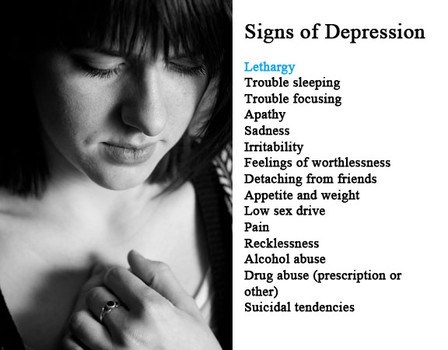 Signs of Depression
Lethargy
Trouble sleeping
Trouble focusing
Apathy
Sadness
Irritability
Feelings of worthlessness
Detaching from friends
Appetite and weight
Low sex drive
Pain
Recklessness
Alcohol abuse
Drug abuse (prescription or
other)
Suicidal tendencies